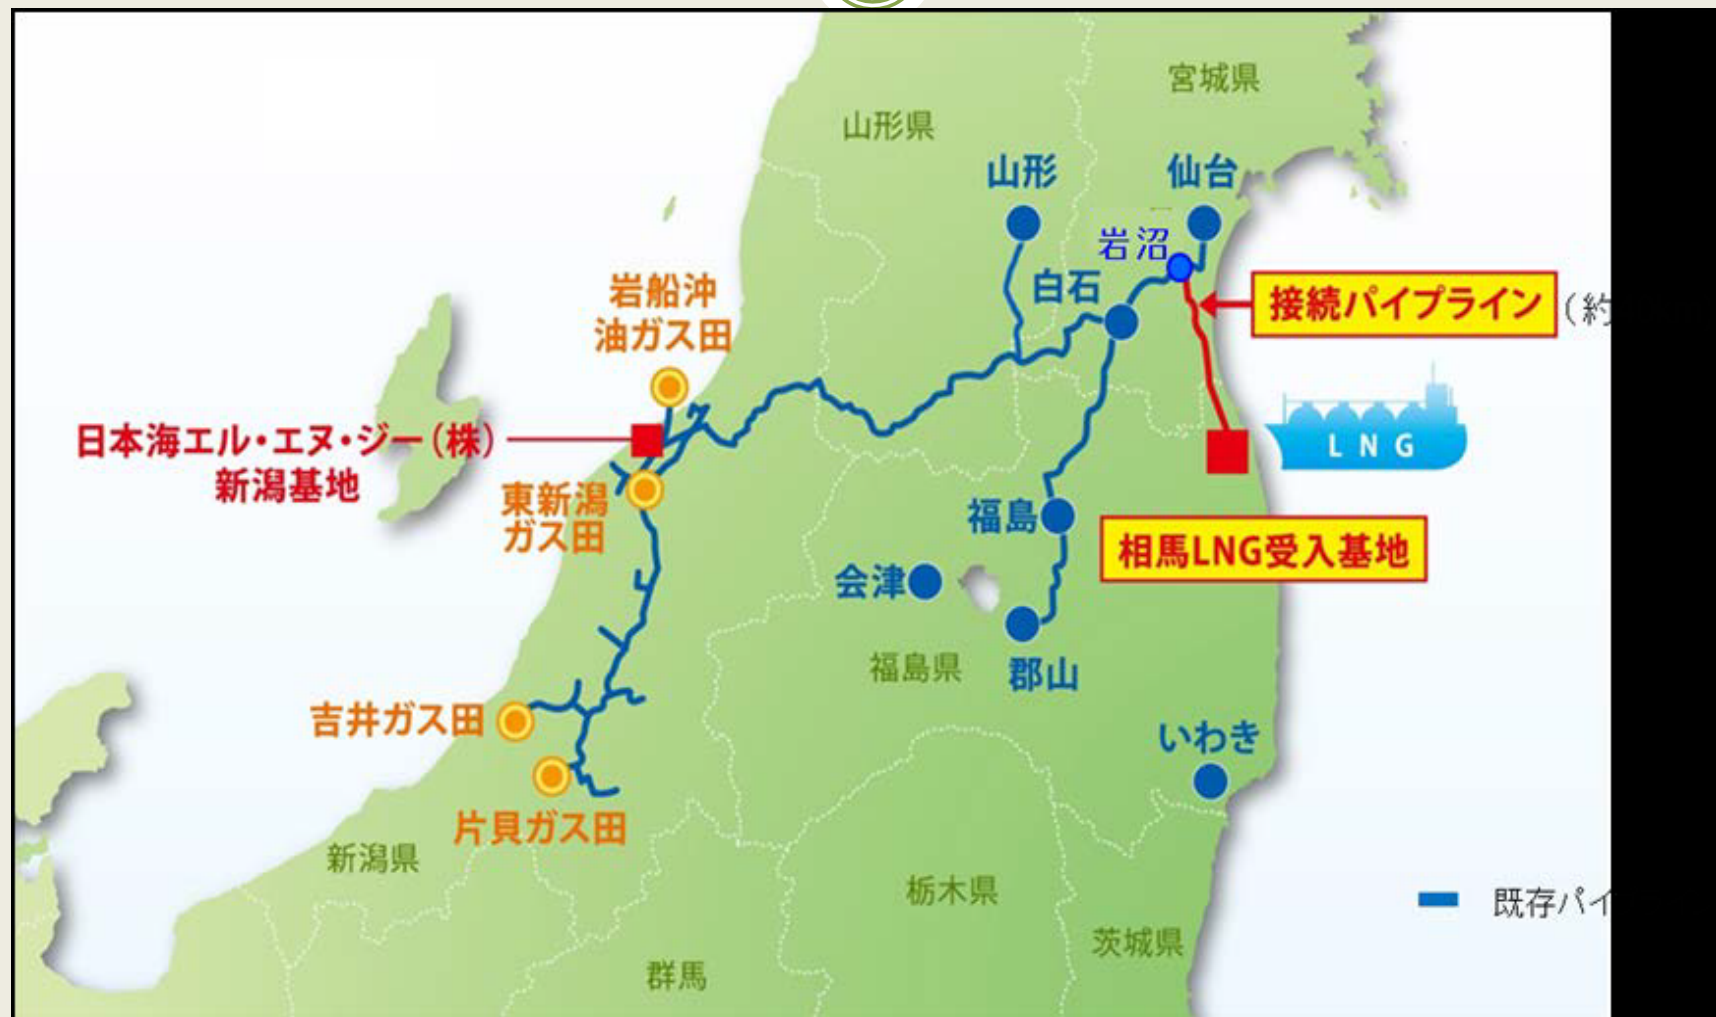 宮城県
山形県
山形
仙台
岩沼
白石
岩船沖
油ガス田
接続パイプライン
（約
日本海エル・エヌ・ジー（株）
新潟基地
LNG
東新潟
ガス田
福島
相馬LNG受入基地
会津
福島県
郡山
吉井ガス田
いわき
片貝ガス田
新潟県
栃木県
既存パイ
茨城県
群馬